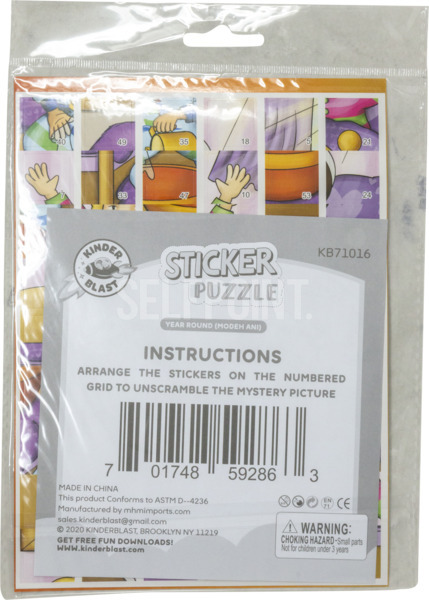 40
49
35
18
5
21
33
47
10
53
24
KINDER
BLAST
STICKER
PUZZLE
KB71016
SELLPOINT.
YEAR ROUND (MODEH ANI)
INSTRUCTIONS
ARRANGE THE STICKERS ON THE NUMBERED
GRID TO UNSCRAMBLE THE MYSTERY PICTURE
7 01748 59286 3
MADE IN CHINA
This product Conforms to ASTM D-4236
Manufactured by mhmimports.com
sales.kinderblast@gmail.com
© 2020 KINDERBLAST, BROOKLYN NY 11219
GET FREE FUN DOWNLOADS!
www.kinderblast.com
EN
71
CE
WARNING:
CHOKING HAZARD-Small parts
Not for children under 3 years